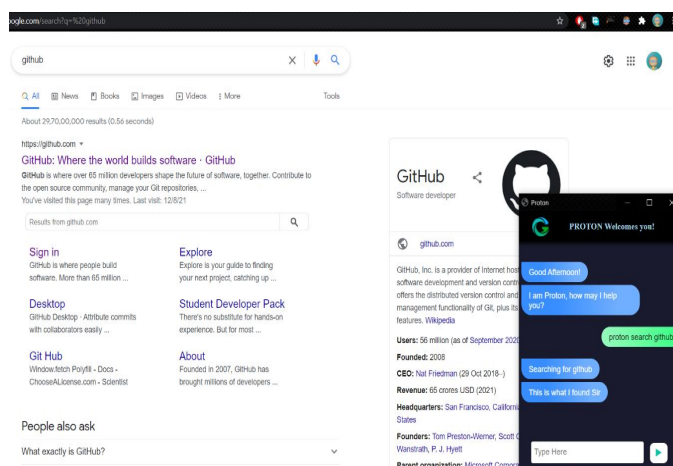 ogle.com/search?q=%20github
github
All News Books Images Videos More Tools
About 29,70,00,000 results (0.56 seconds)
https://github.com
GitHub: Where the world builds software · GitHub
GitHub is where over 65 million developers shape the future of software, together. Contribute to
the open source community, manage your Git repositories, ...
You've visited this page many times. Last visit: 12/8/21
Results from github.com
Sign in
GitHub is where people build
software. More than 65 million ...
Explore
Explore is your guide to finding
your next project, catching up ...
Desktop
GitHub Desktop · Attribute commits
with collaborators easily ...
Student Developer Pack
There's no substitute for hands-on
experience. But for most ...
Git Hub
Window.fetch Polyfill - Docs -
ChooseALicense.com - Scientist
About
Founded in 2007, GitHub has
brought millions of developers ...
People also ask
What exactly is GitHub?
GitHub
Software developer
github.com
GitHub, Inc. is a provider of Internet host
software development and version contr
offers the distributed version control and
management functionality of Git, plus its
features. Wikipedia
Users: 56 million (as of September 2020
Founded: 2008
CEO: Nat Friedman (29 Oct 2018–)
Revenue: 65 crores USD (2021)
Headquarters: San Francisco, California
States
Founders: Tom Preston-Werner, Scott C
Wanstrath, P. J. Hyett
Parent organization: Microsoft Corpora
Proton
PROTON Welcomes you!
Good Afternoon!
I am Proton, how may I help
you?
proton search github
Searching for github
This is what I found Sir
Type Here